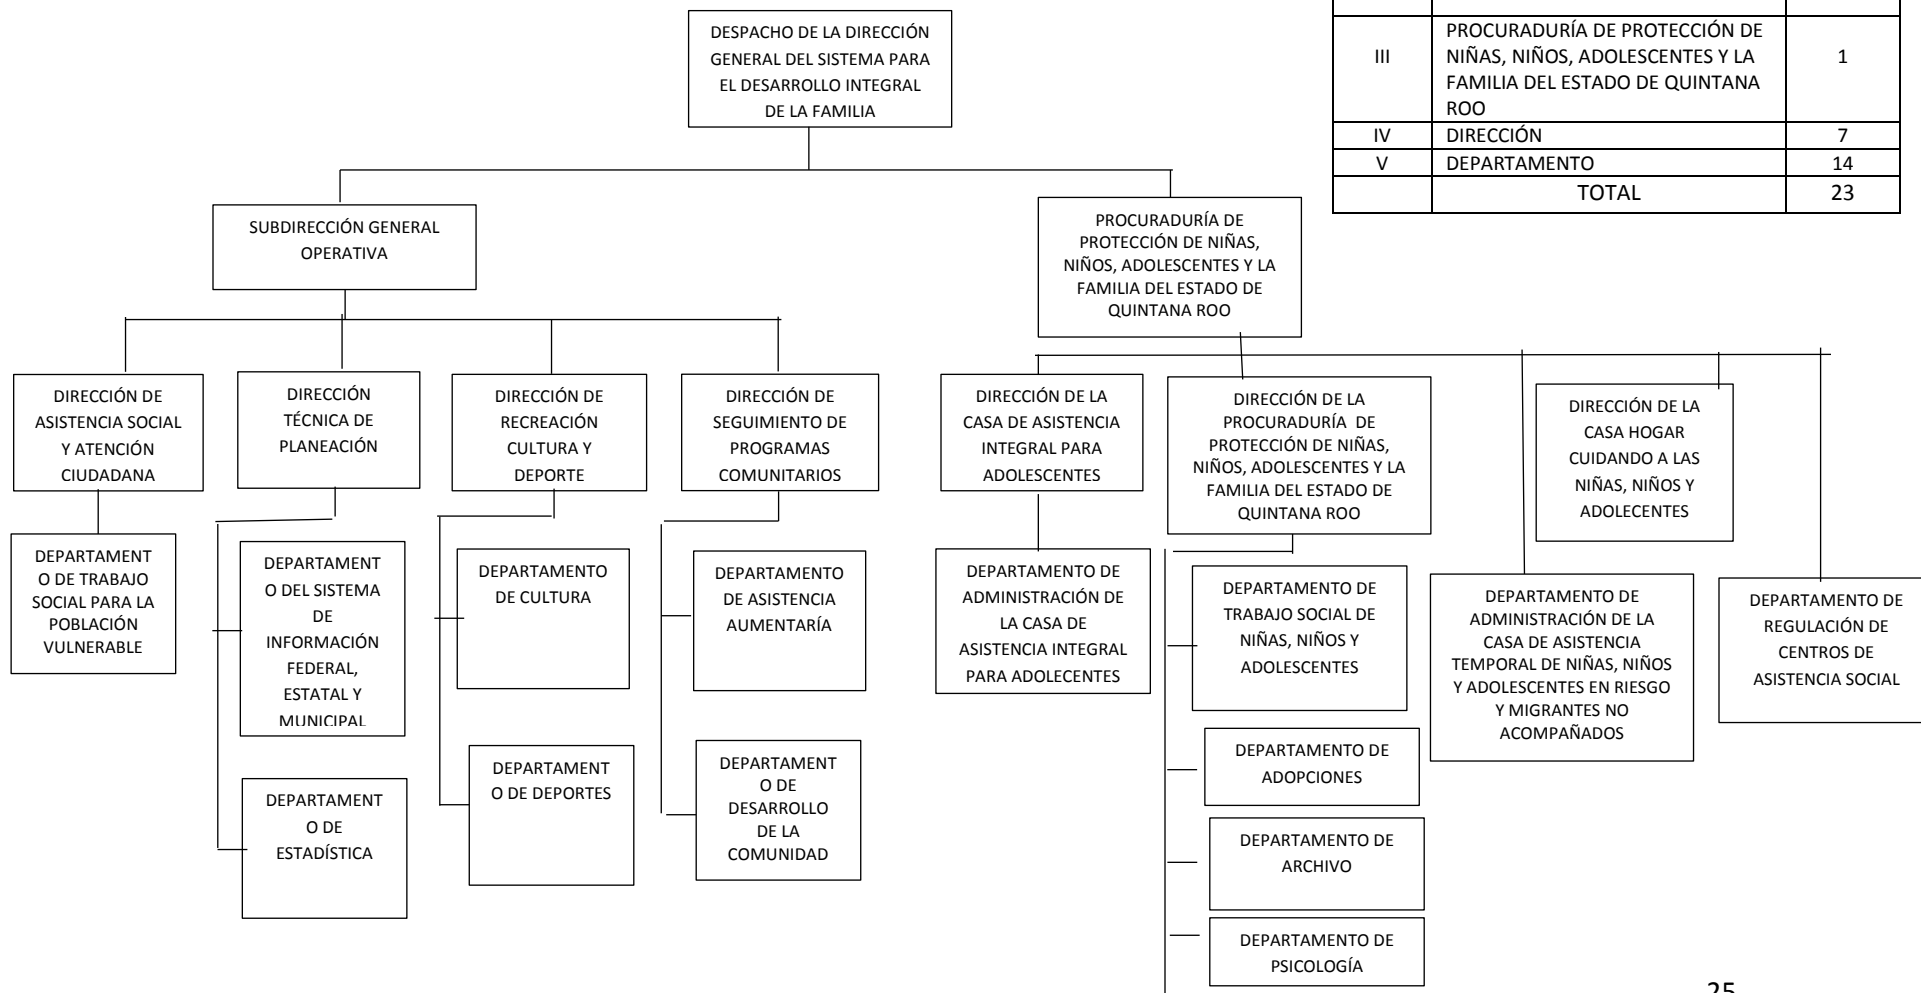 DESPACHO DE LA DIRECCIÓN
GENERAL DEL SISTEMA PARA
EL DESARROLLO INTEGRAL
DE LA FAMILIA
III
PROCURADURÍA DE PROTECCIÓN DE
NIÑAS, NIÑOS, ADOLESCENTES Y LA
FAMILIA DEL ESTADO DE QUINTANA
ROO
1
IV DIRECCIÓN 7
V DEPARTAMENTO 14
TOTAL 23
SUBDIRECCIÓN GENERAL
OPERATIVA
PROCURADURÍA DE
PROTECCIÓN DE NIÑAS,
NIÑOS, ADOLESCENTES Y LA
FAMILIA DEL ESTADO DE
QUINTANA ROO
DIRECCIÓN DE
ASISTENCIA SOCIAL
Y ATENCIÓN
CIUDADANA
DIRECCIÓN
TÉCNICA DE
PLANEACIÓN
DIRECCIÓN DE
RECREACIÓN
CULTURA Y
DEPORTE
DIRECCIÓN DE
SEGUIMIENTO DE
PROGRAMAS
COMUNITARIOS
DIRECCIÓN DE LA
CASA DE ASISTENCIA
INTEGRAL PARA
ADOLESCENTES
DIRECCIÓN DE LA
PROCURADURÍA DE
PROTECCIÓN DE NIÑAS,
NIÑOS, ADOLESCENTES Y LA
FAMILIA DEL ESTADO DE
QUINTANA ROO
DIRECCIÓN DE LA
CASA HOGAR
CUIDANDO A LAS
NIÑAS, NIÑOS Y
ADOLECENTES
DEPARTAMENT
O DE TRABAJO
SOCIAL PARA LA
POBLACIÓN
VULNERABLE
DEPARTAMENT
O DEL SISTEMA
DE
INFORMACIÓN
FEDERAL,
ESTATAL Y
MUNICIPAL
DEPARTAMENTO
DE CULTURA
DEPARTAMENTO
DE ASISTENCIA
AUMENTARÍA
DEPARTAMENTO DE
ADMINISTRACIÓN DE
LA CASA DE
ASISTENCIA INTEGRAL
PARA ADOLECENTES
DEPARTAMENTO DE
TRABAJO SOCIAL DE
NIÑAS, NIÑOS Y
ADOLESCENTES
DEPARTAMENTO DE
ADMINISTRACIÓN DE LA
CASA DE ASISTENCIA
TEMPORAL DE NIÑAS, NIÑOS
Y ADOLESCENTES EN RIESGO
Y MIGRANTES NO
ACOMPAÑADOS
DEPARTAMENTO DE
REGULACIÓN DE
CENTROS DE
ASISTENCIA SOCIAL
DEPARTAMENT
O DE
ESTADÍSTICA
DEPARTAMENT
O DE DEPORTES
DEPARTAMENT
O DE
DESARROLLO
DE LA
COMUNIDAD
DEPARTAMENTO DE
ADOPCIONES
DEPARTAMENTO DE
ARCHIVO
DEPARTAMENTO DE
PSICOLOGÍA
25